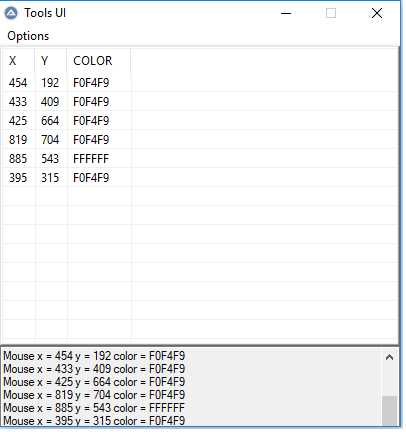 Tools UI
Options
X Y COLOR
454 192 F0F4F9
433 409 F0F4F9
425 664 F0F4F9
819 704 F0F4F9
885 543 FFFFFF
395 315 F0F4F9
Mouse x = 454 y = 192 color = F0F4F9
Mouse x = 433 y = 409 color = F0F4F9
Mouse x = 425 y = 664 color = F0F4F9
Mouse x = 819 y = 704 color = F0F4F9
Mouse x = 885 y = 543 color = FFFFFF
Mouse x = 395 y = 315 color = F0F4F9